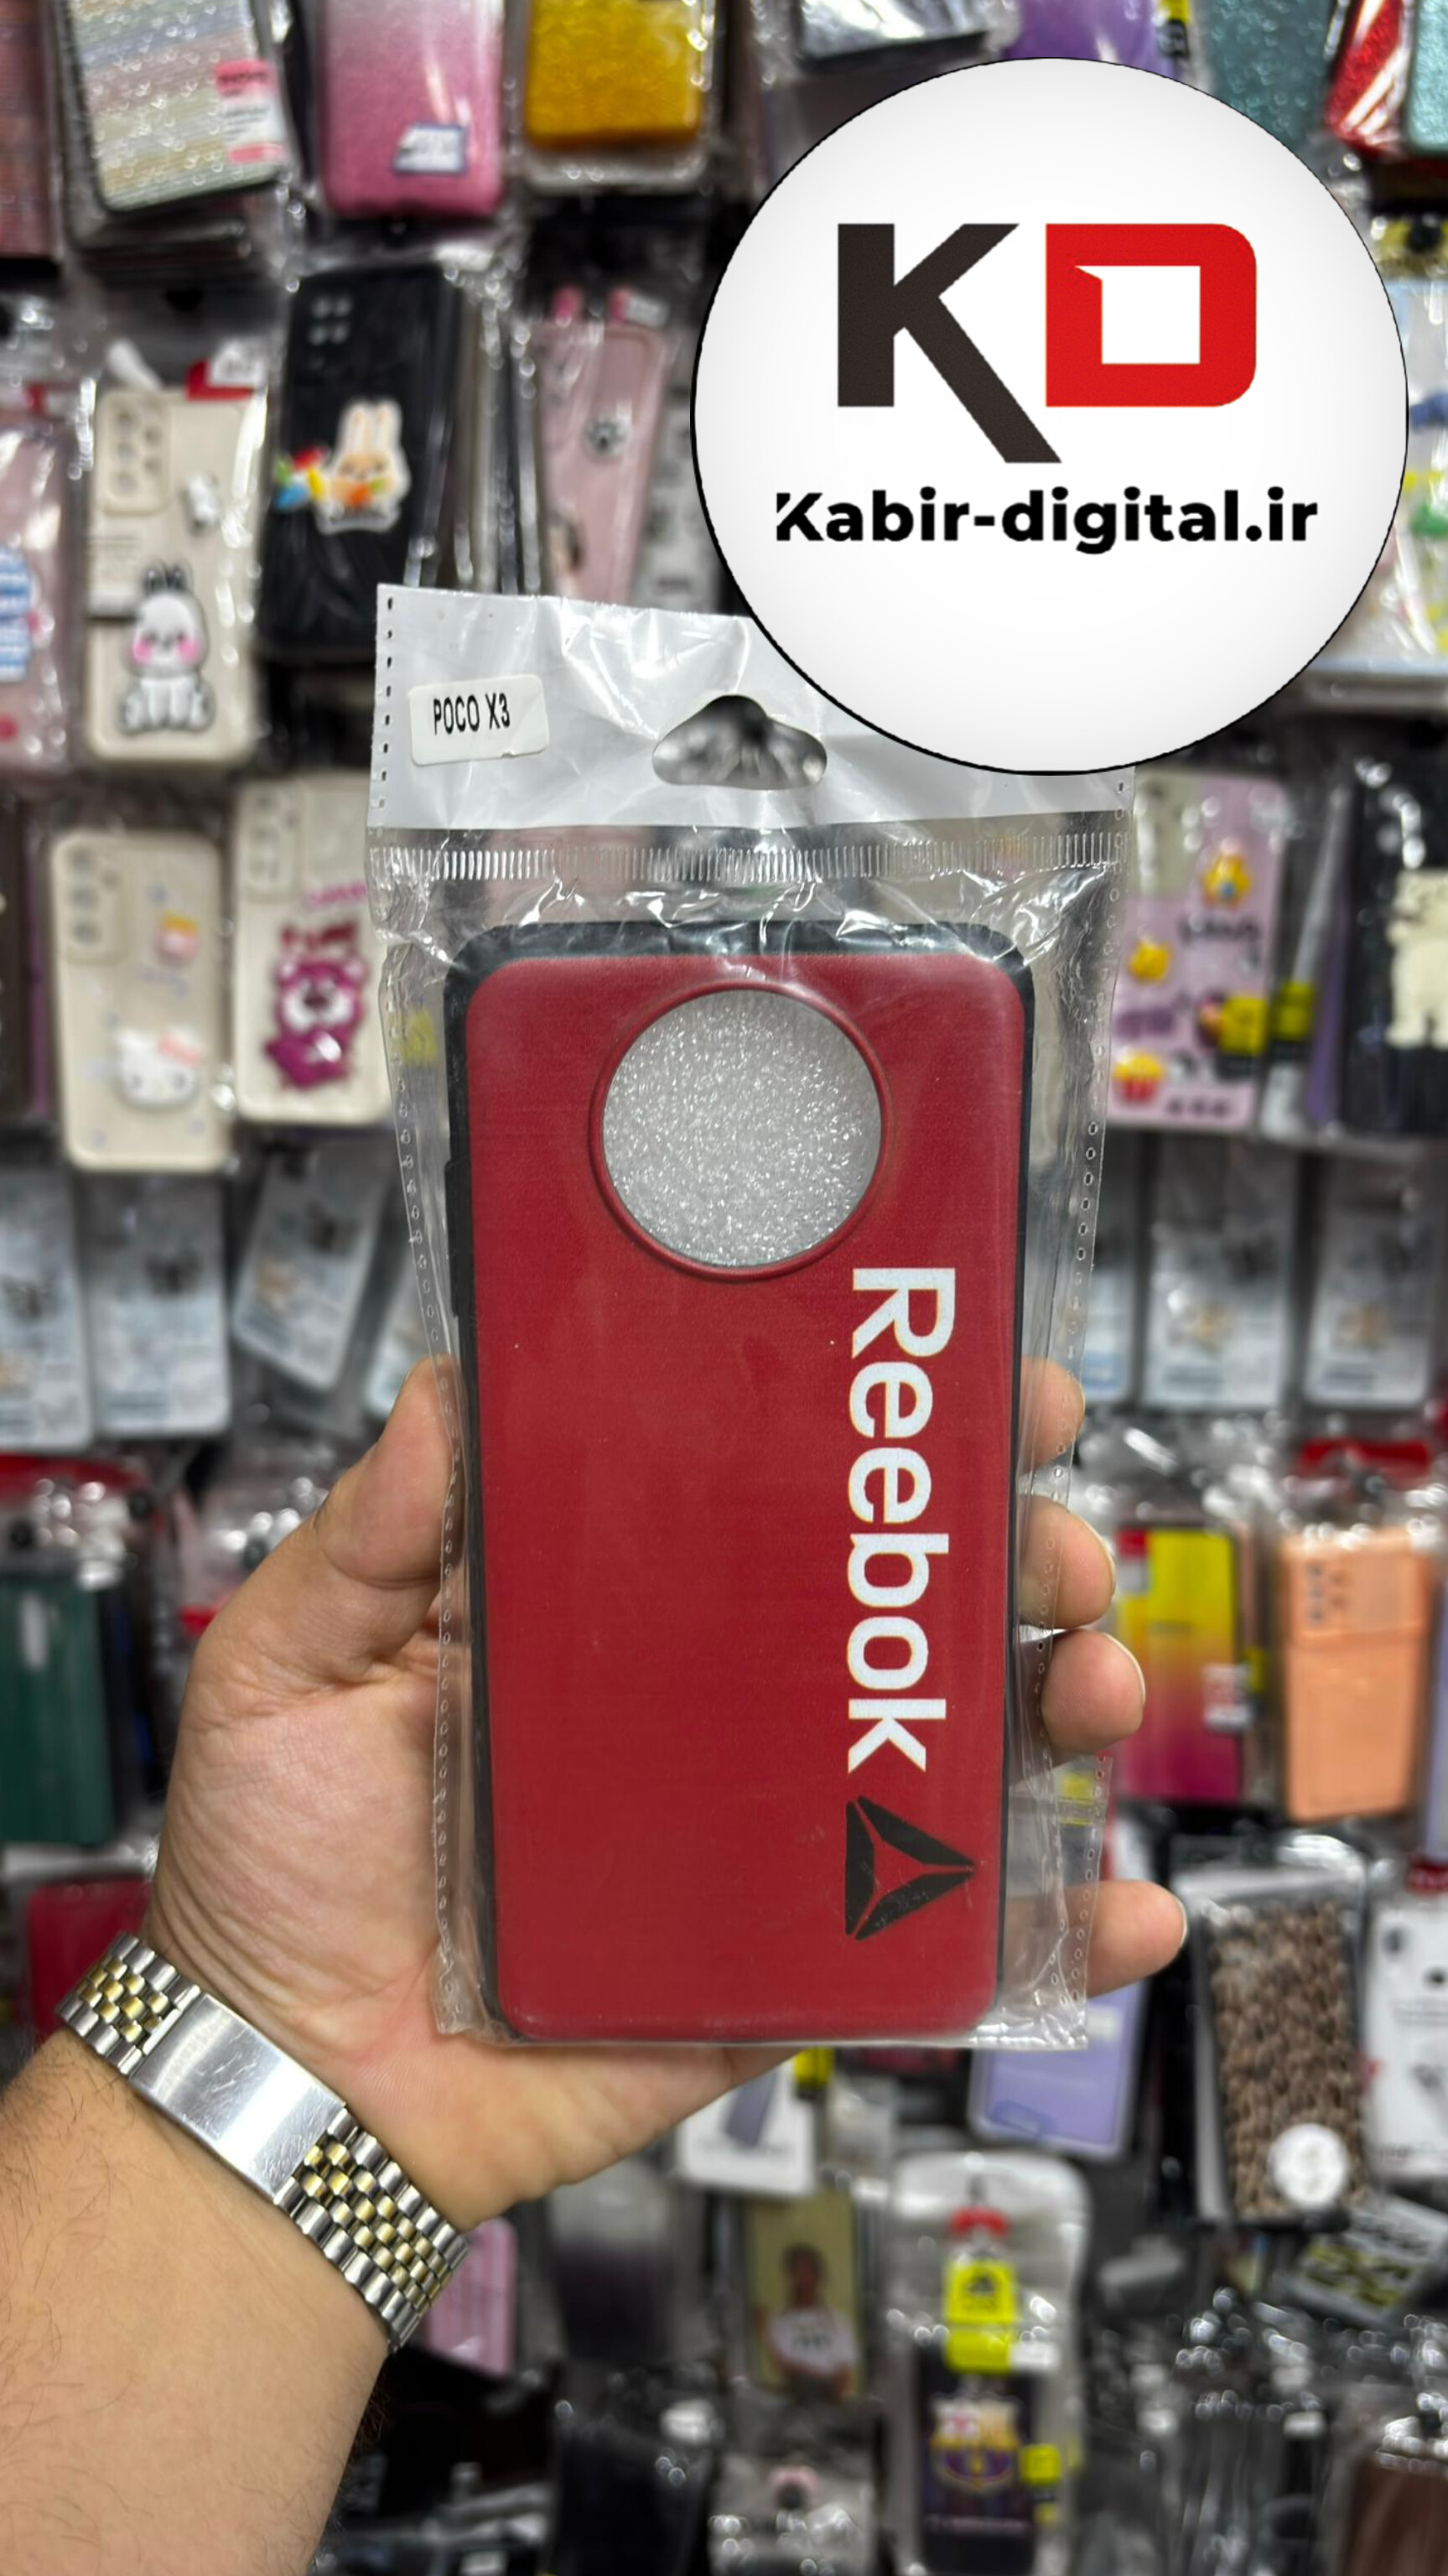 KD
Kabir-digital.ir
POCO X3
Reebok